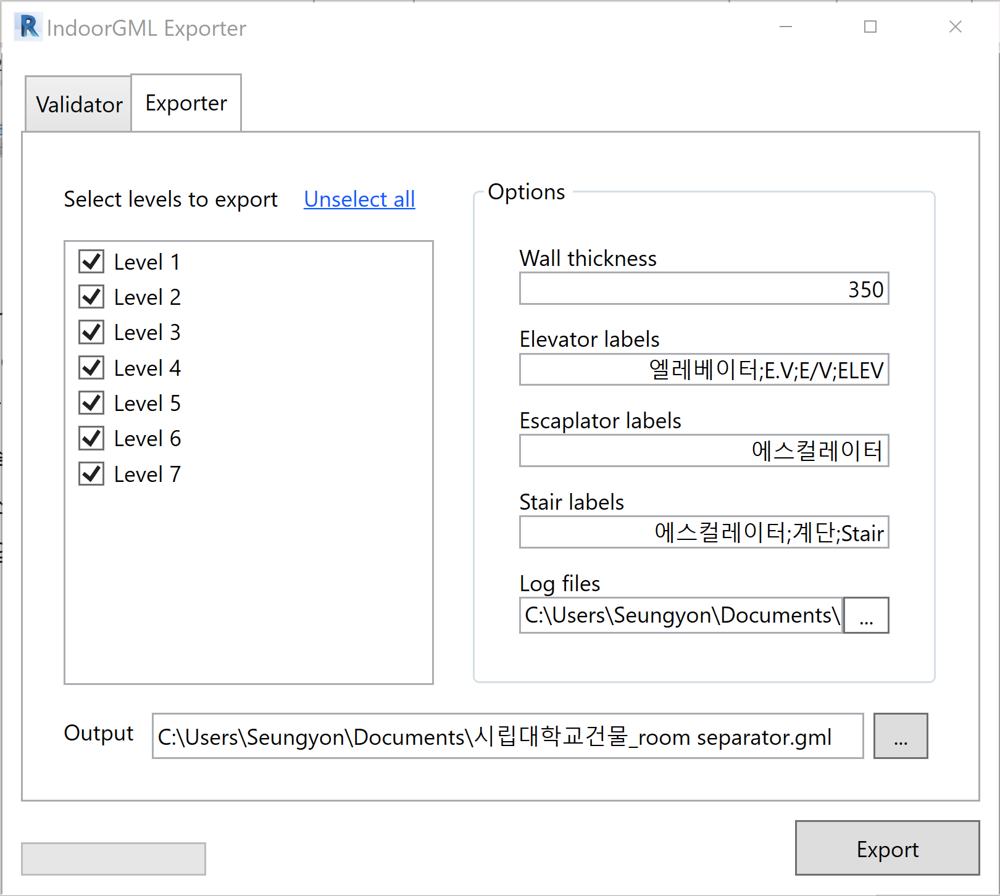 IndoorGML Exporter
Validator
Exporter
Select levels to export Unselect all
Level 1
Level 2
Level 3
Level 4
Level 5
Level 6
Level 7
Options
Wall thickness
350
Elevator labels
엘레베이터;E.V;E/V;ELEV
Escaplator labels
에스컬레이터
Stair labels
에스컬레이터;계단;Stair
Log files
C:\Users\Seungyon\Documents\ ...
Output C:\Users\Seungyon\Documents\시립대학교건물_room separator.gml ...
Export